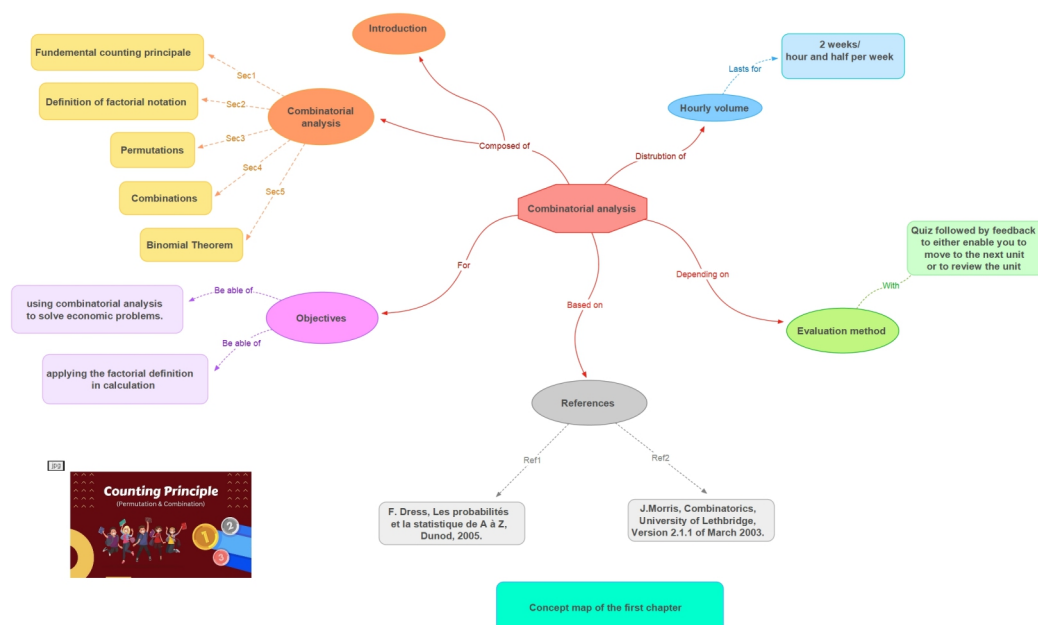 Introduction
2 weeks/
hour and half per week
Fundemental counting principale
Lasts for
Sec1
Definition of factorial notation
Sec2
Combinatorial
analysis
Hourly volume
Sec3
Permutations
Composed of
Distrubtion of
Sec4
Combinations
Sec5
Combinatorial analysis
Binomial Theorem
Quiz followed by feedback
to either enable you to
move to the next unit
or to review the unit
For
Depending on
With
Be able of
using combinatorial analysis
to solve economic problems.
Objectives
Based on
Evaluation method
Be able of
applying the factorial definition
in calculation
References
Ref1
Ref2
jpg
Counting Principle
(Permutation & Combination)
1
2
3
F. Dress, Les probabilités
et la statistique de A à Z,
Dunod, 2005.
J.Morris, Combinatorics,
University of Lethbridge,
Version 2.1.1 of March 2003.
Concept map of the first chapter